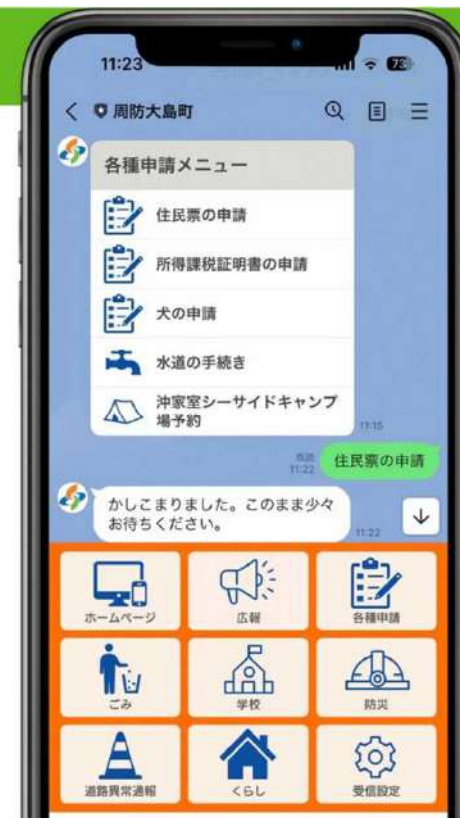 11:23
73
周防大島町
各種申請メニュー
住民票の申請
所得課税証明書の申請
犬の申請
水道の手続き
沖家室シーサイドキャンプ
場予約
11:15
既読
11:22
住民票の申請
かしこまりました。このまま少々
お待ちください。
11:22
ホームページ
広報
各種申請
ごみ
学校
防災
道路異常通報
くらし
受信設定